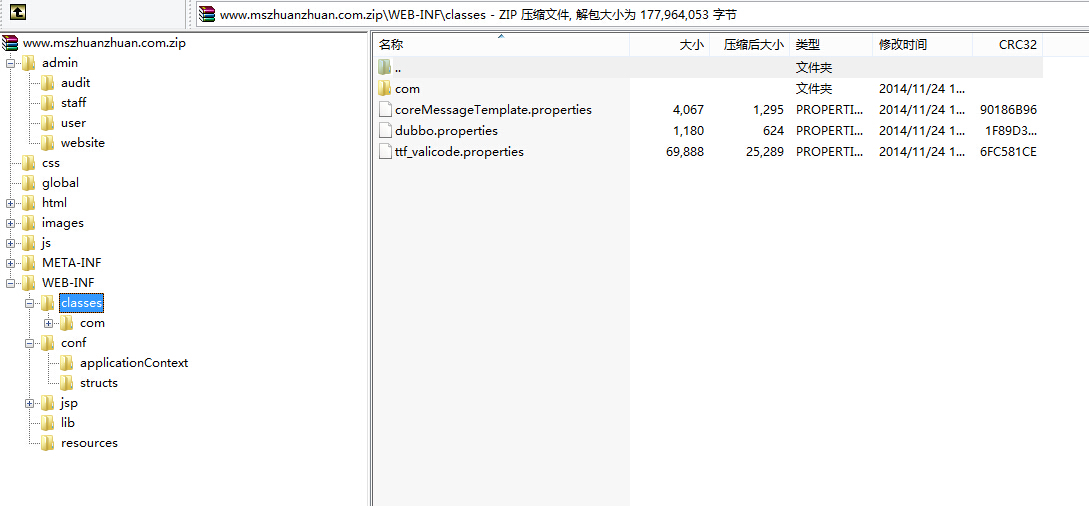 www.mszhuanzhuan.com.zip\WEB-INF\classes - ZIP 压缩文件, 解包大小为 177,964,053 字节
www.mszhuanzhuan.com.zip
admin
audit
staff
user
website
css
global
html
images
js
META-INF
WEB-INF
classes
com
conf
applicationContext
structs
jsp
lib
resources
名称 大小 压缩后大小 类型 修改时间 CRC32
.. 文件夹
com 文件夹 2014/11/24 1...
coreMessageTemplate.properties 4,067 1,295 PROPERTI... 2014/11/24 1... 90186B96
dubbo.properties 1,180 624 PROPERTI... 2014/11/24 1... 1F89D3...
ttf_valicode.properties 69,888 25,289 PROPERTI... 2014/11/24 1... 6FC581CE